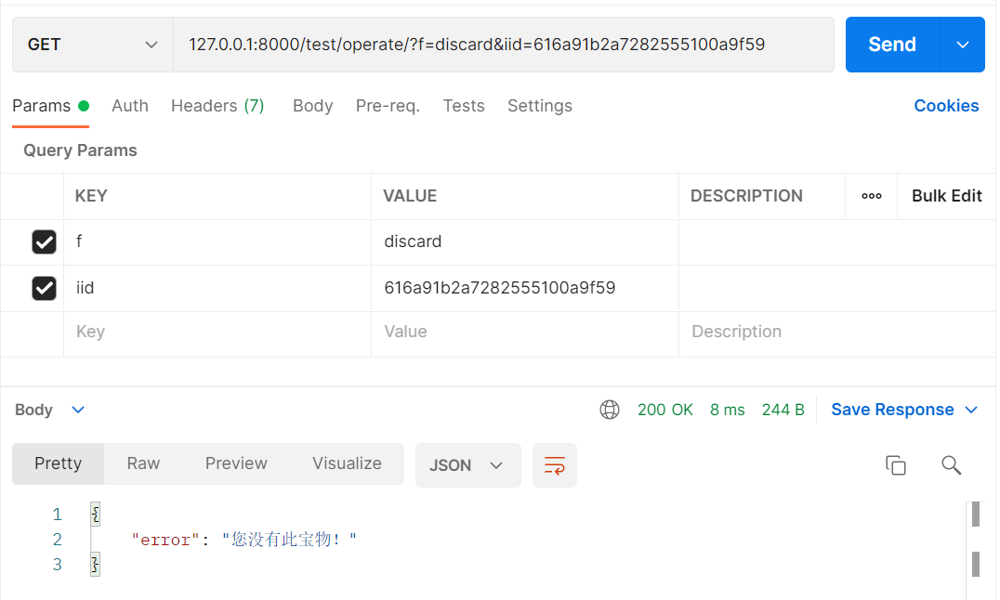 GET 127.0.0.1:8000/test/operate/?f=discard&iid=616a91b2a7282555100a9f59 Send
Params Auth Headers (7) Body Pre-req. Tests Settings Cookies
Query Params
KEY VALUE DESCRIPTION ooo Bulk Edit
f discard
iid 616a91b2a7282555100a9f59
Key Value Description
Body 200 OK 8 ms 244 B Save Response
Pretty Raw Preview Visualize JSON
1 {
2 "error": "您没有此宝物！"
3 }